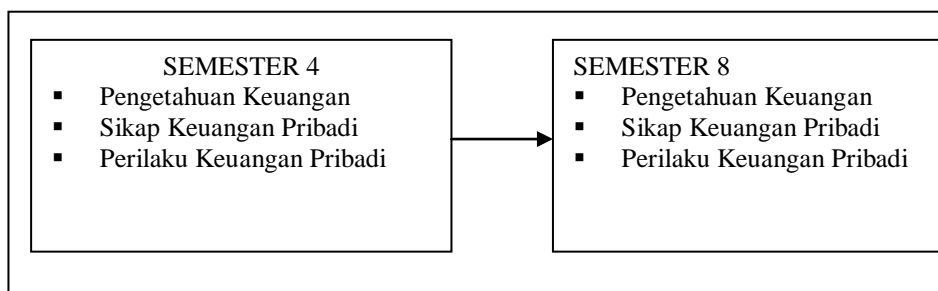 SEMESTER 4
▪ Pengetahuan Keuangan
▪ Sikap Keuangan Pribadi
▪ Perilaku Keuangan Pribadi
SEMESTER 8
▪ Pengetahuan Keuangan
▪ Sikap Keuangan Pribadi
▪ Perilaku Keuangan Pribadi